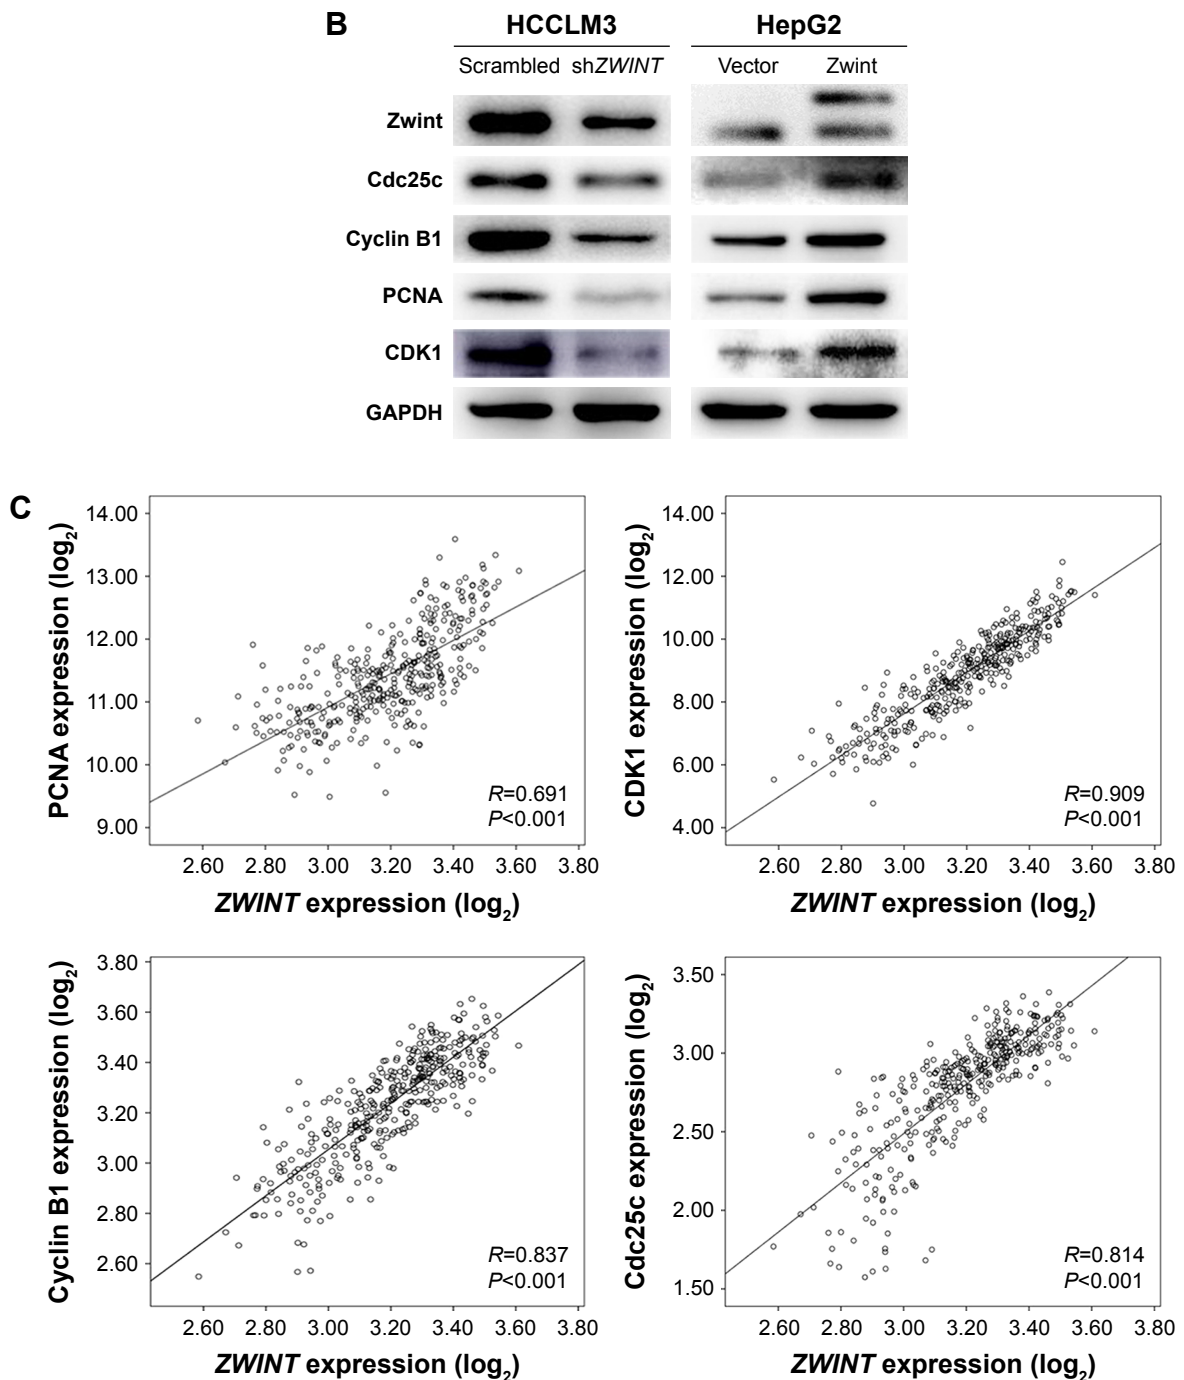 B
HCCLM3 HepG2
Scrambled shZWINT Vector Zwint
Zwint
Cdc25c
Cyclin B1
PCNA
CDK1
GAPDH
C
PCNA expression (log2)
14.00
13.00
12.00
11.00
10.00
9.00
R=0.691
P<0.001
2.60 2.80 3.00 3.20 3.40 3.60 3.80
ZWINT expression (log2)
CDK1 expression (log2)
14.00
12.00
10.00
8.00
6.00
4.00
R=0.909
P<0.001
2.60 2.80 3.00 3.20 3.40 3.60 3.80
ZWINT expression (log2)
Cyclin B1 expression (log2)
3.80
3.60
3.40
3.20
3.00
2.80
2.60
R=0.837
P<0.001
2.60 2.80 3.00 3.20 3.40 3.60 3.80
ZWINT expression (log2)
Cdc25c expression (log2)
3.50
3.00
2.50
2.00
1.50
R=0.814
P<0.001
2.60 2.80 3.00 3.20 3.40 3.60 3.80
ZWINT expression (log2)